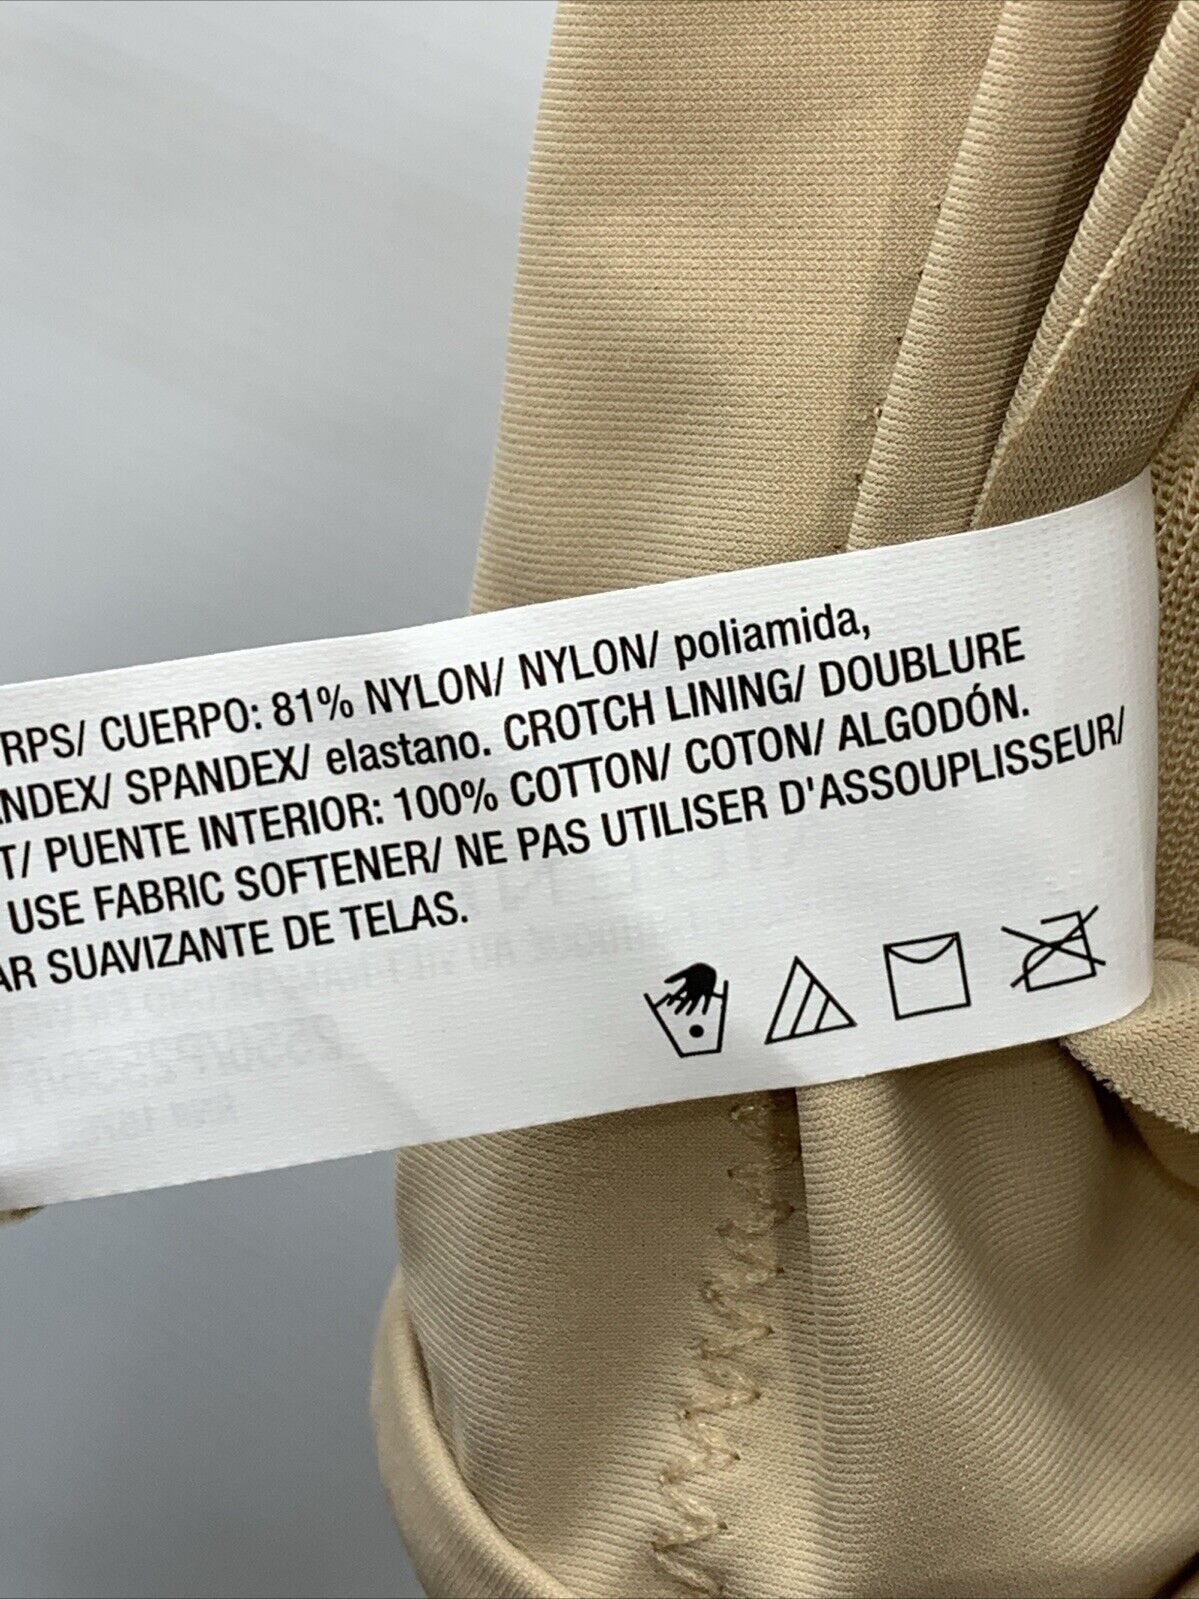 RPS/ CUERPO: 81% NYLON/ NYLON/ poliamida,
NDEX/ SPANDEX/ elastano. CROTCH LINING/ DOUBLURE
T/ PUENTE INTERIOR: 100% COTTON/ COTON/ ALGODÓN.
USE FABRIC SOFTENER/ NE PAS UTILISER D'ASSOUPLISSEUR/
AR SUAVIZANTE DE TELAS.